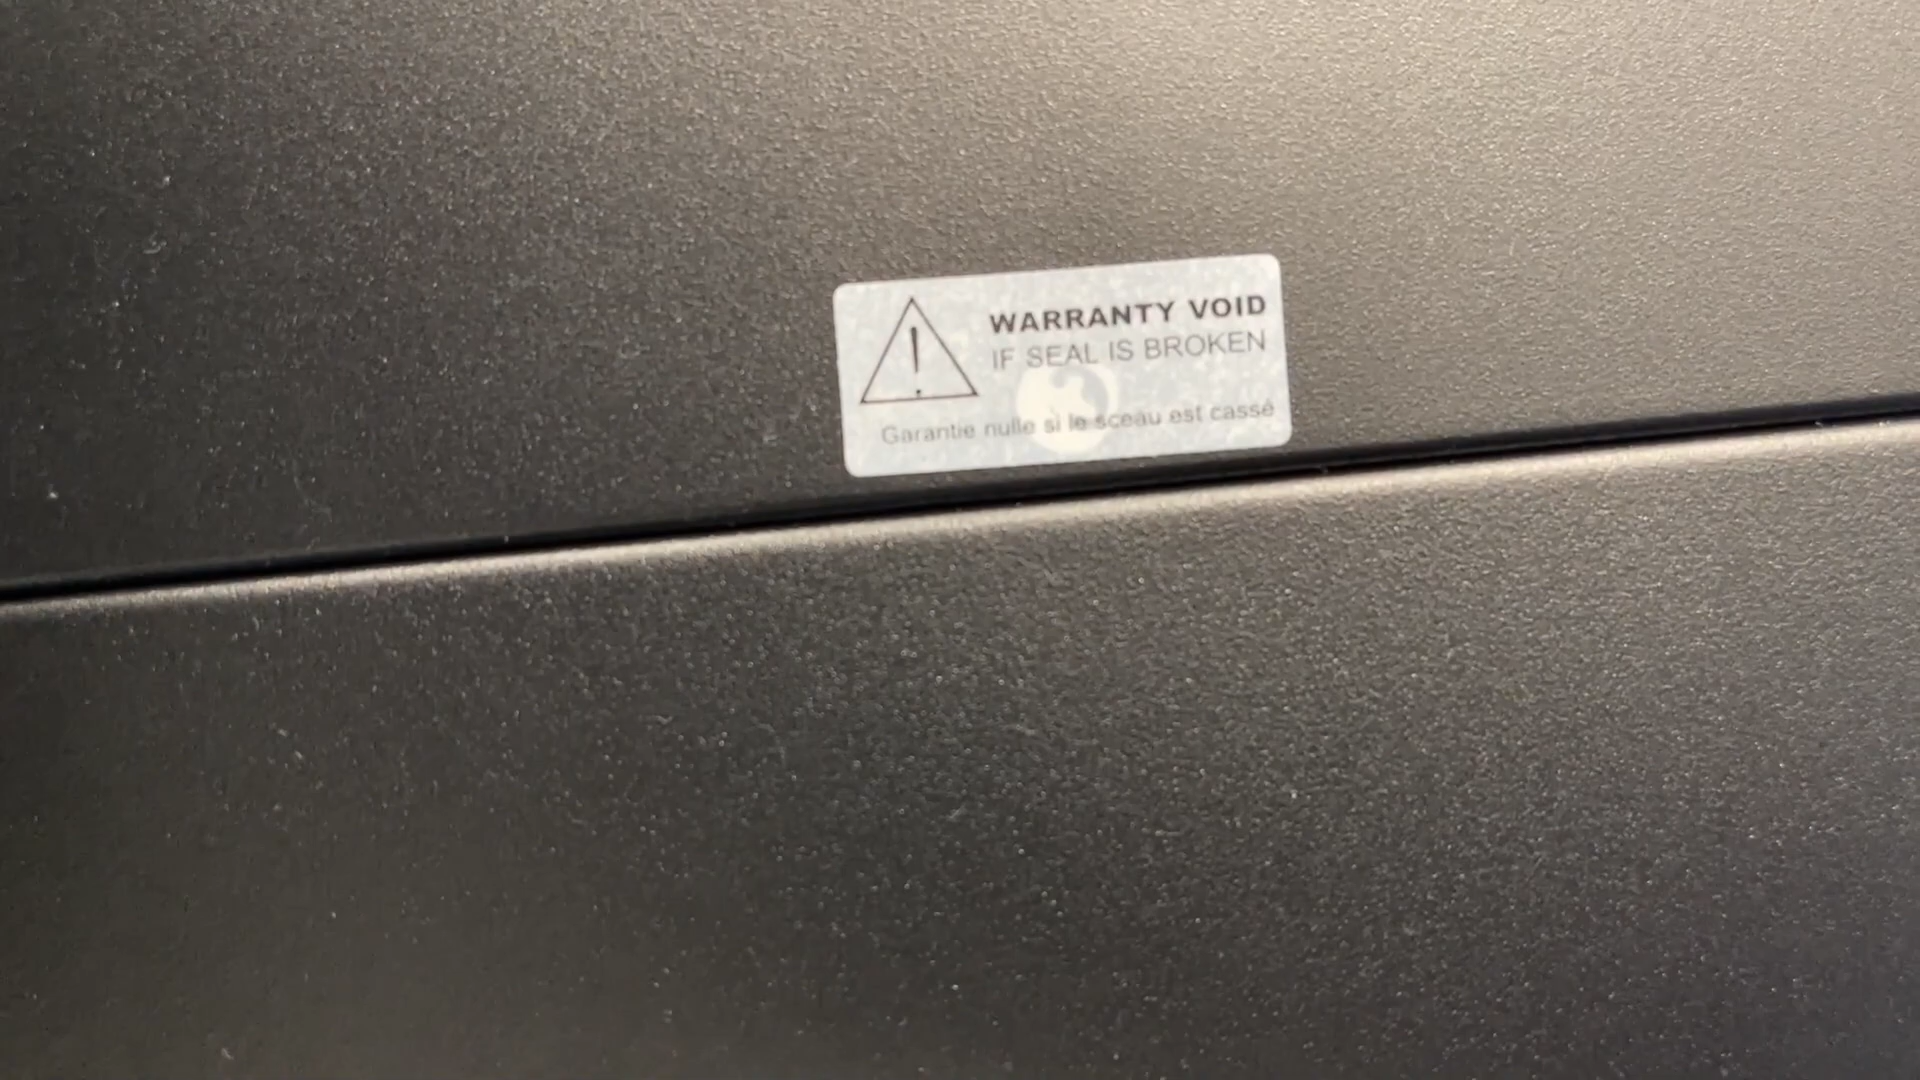 WARRANTY VOID
IF SEAL IS BROKEN
Garantie nulle si le sceau est cassé